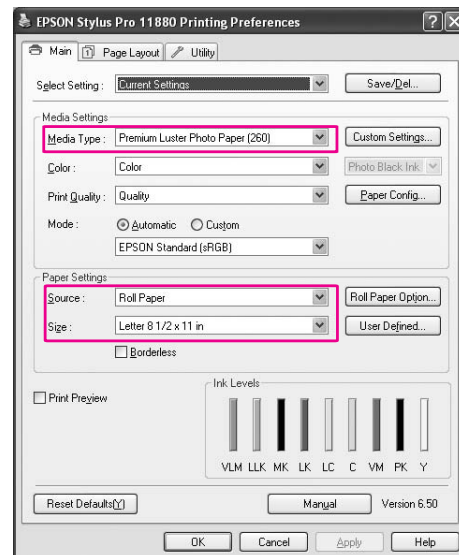 EPSON Stylus Pro 11880 Printing Preferences
Main Page Layout Utility
Select Setting : Current Settings Save/Del...
Media Settings
Media Type : Premium Luster Photo Paper (260) Custom Settings...
Color : Color Photo Black Ink
Print Quality : Quality Paper Config...
Mode : Automatic Custom
EPSON Standard (sRGB)
Paper Settings
Source : Roll Paper Roll Paper Option...
Size : Letter 8 1/2 x 11 in User Defined...
Borderless
Print Preview
Ink Levels
VLM LLK MK LK LC C VM PK Y
Reset Defaults(Y) Manual Version 6.50
OK Cancel Apply Help